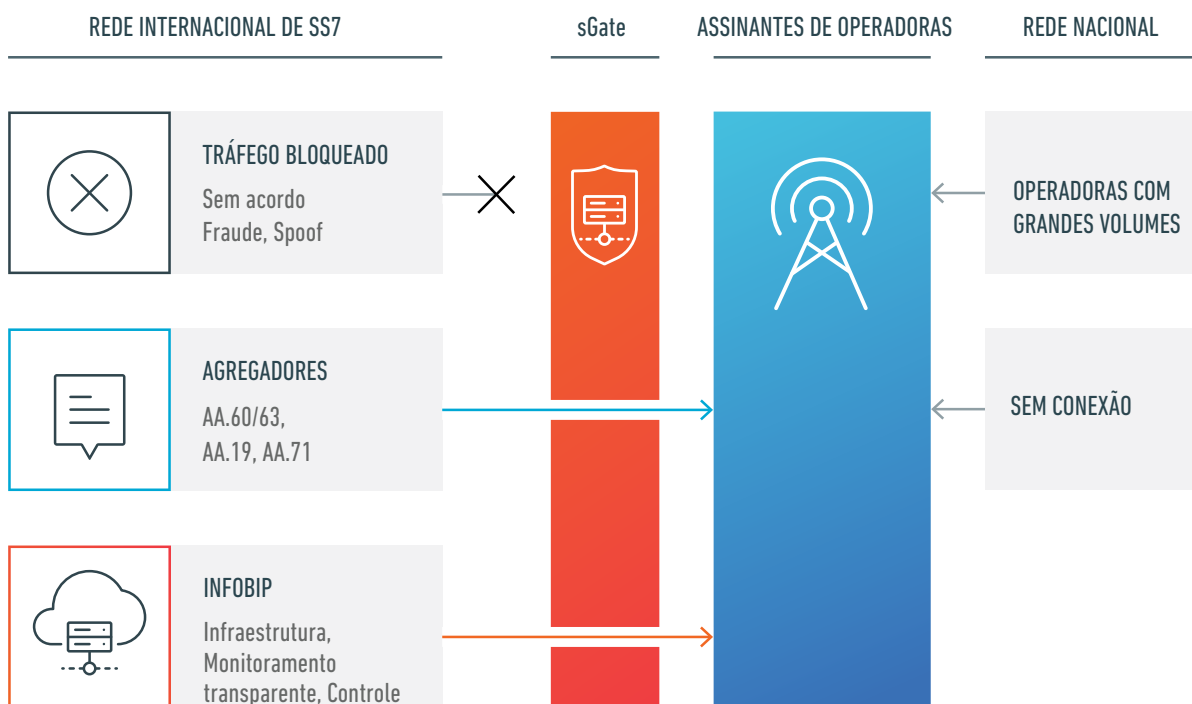 REDE INTERNACIONAL DE SS7
sGate
ASSINANTES DE OPERADORAS
REDE NACIONAL
TRÁFEGO BLOQUEADO
Sem acordo
Fraude, Spoof
OPERADORAS COM
GRANDES VOLUMES
AGREGADORES
AA.60/63,
AA.19, AA.71
SEM CONEXÃO
INFOBIP
Infraestrutura,
Monitoramento
transparente, Controle